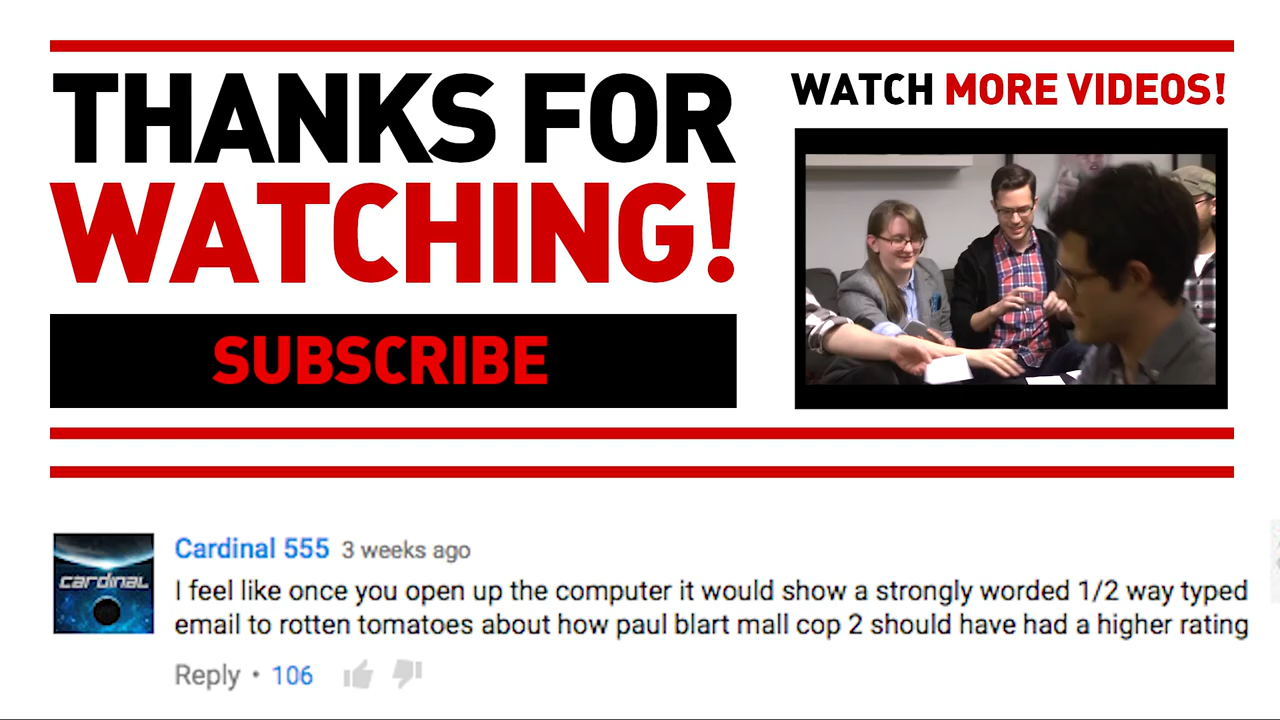 THANKS FOR
WATCHING!
SUBSCRIBE
WATCH MORE VIDEOS!
cardinal
Cardinal 555 3 weeks ago
I feel like once you open up the computer it would show a strongly worded 1/2 way typed
email to rotten tomatoes about how paul blart mall cop 2 should have had a higher rating
Reply • 106